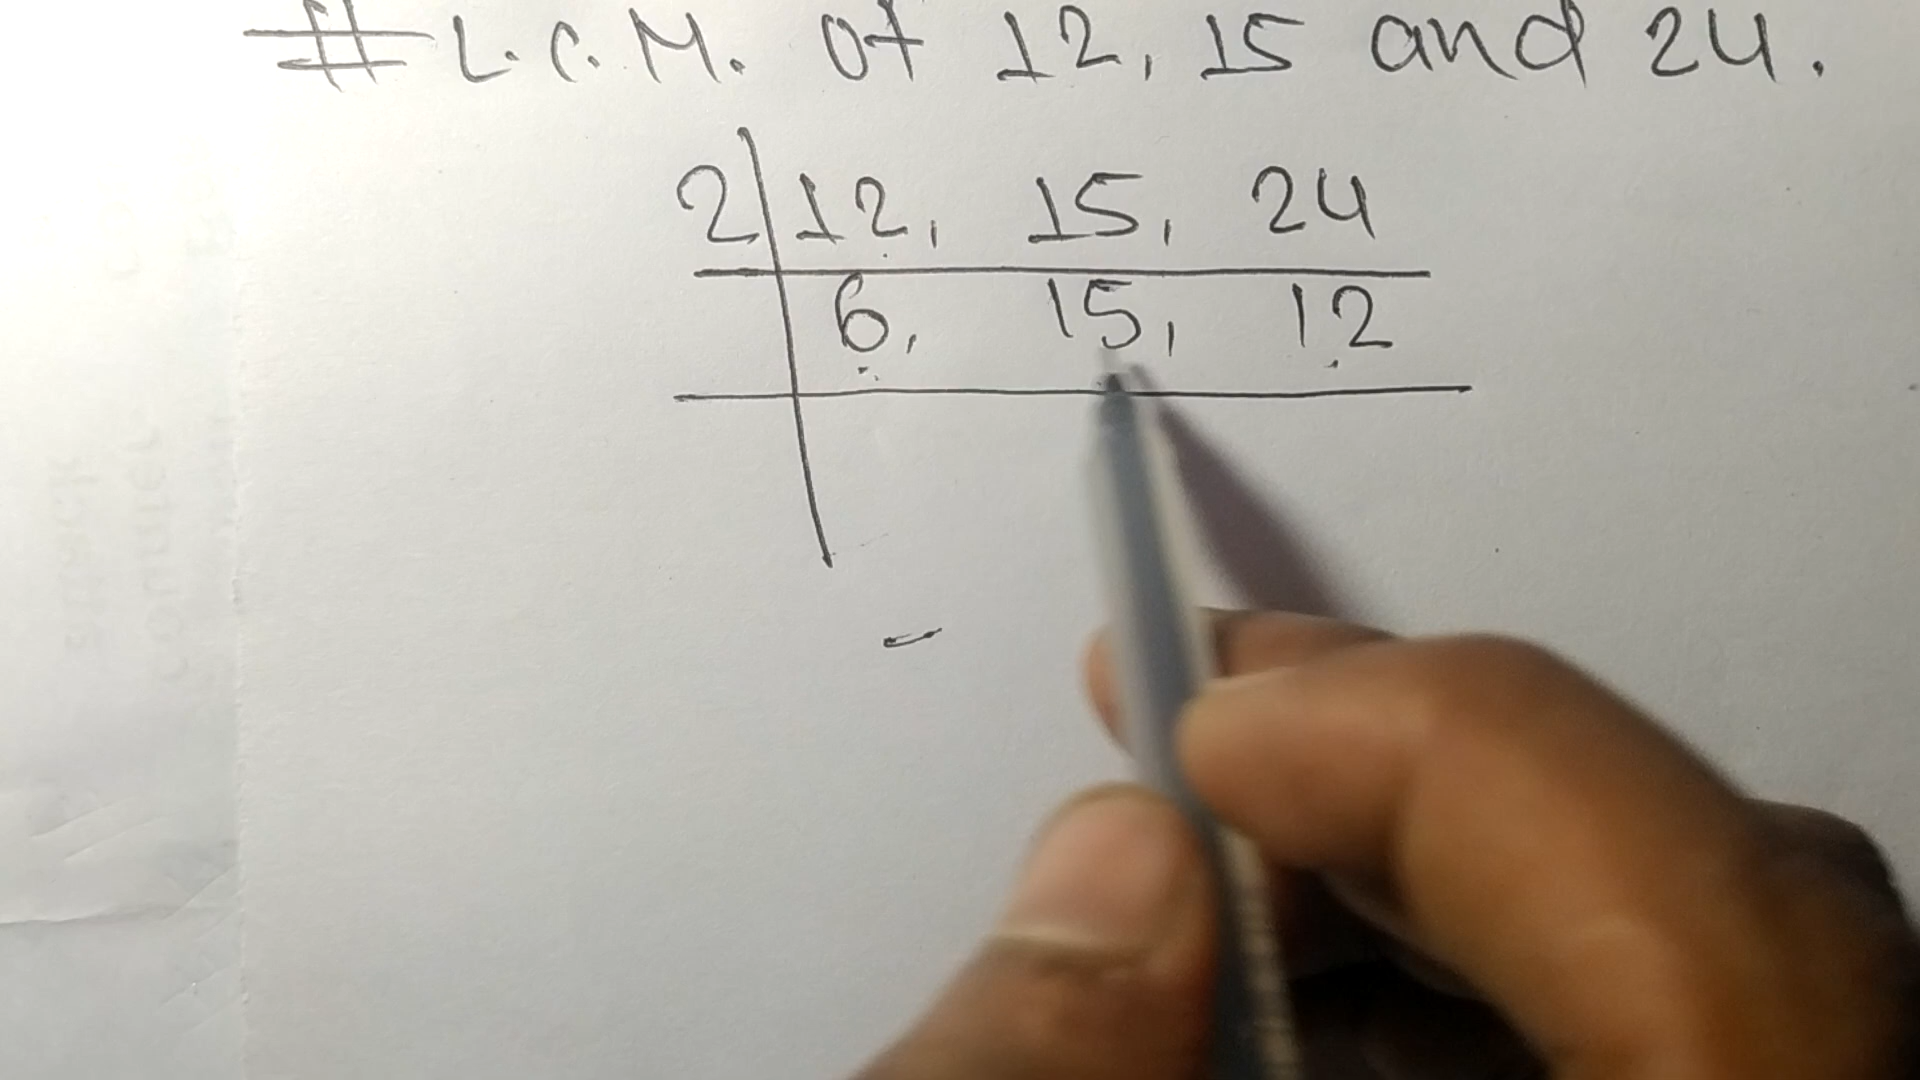 # L.C.M. of 12, 15 and 24.
2 12, 15, 24
6, 15, 12